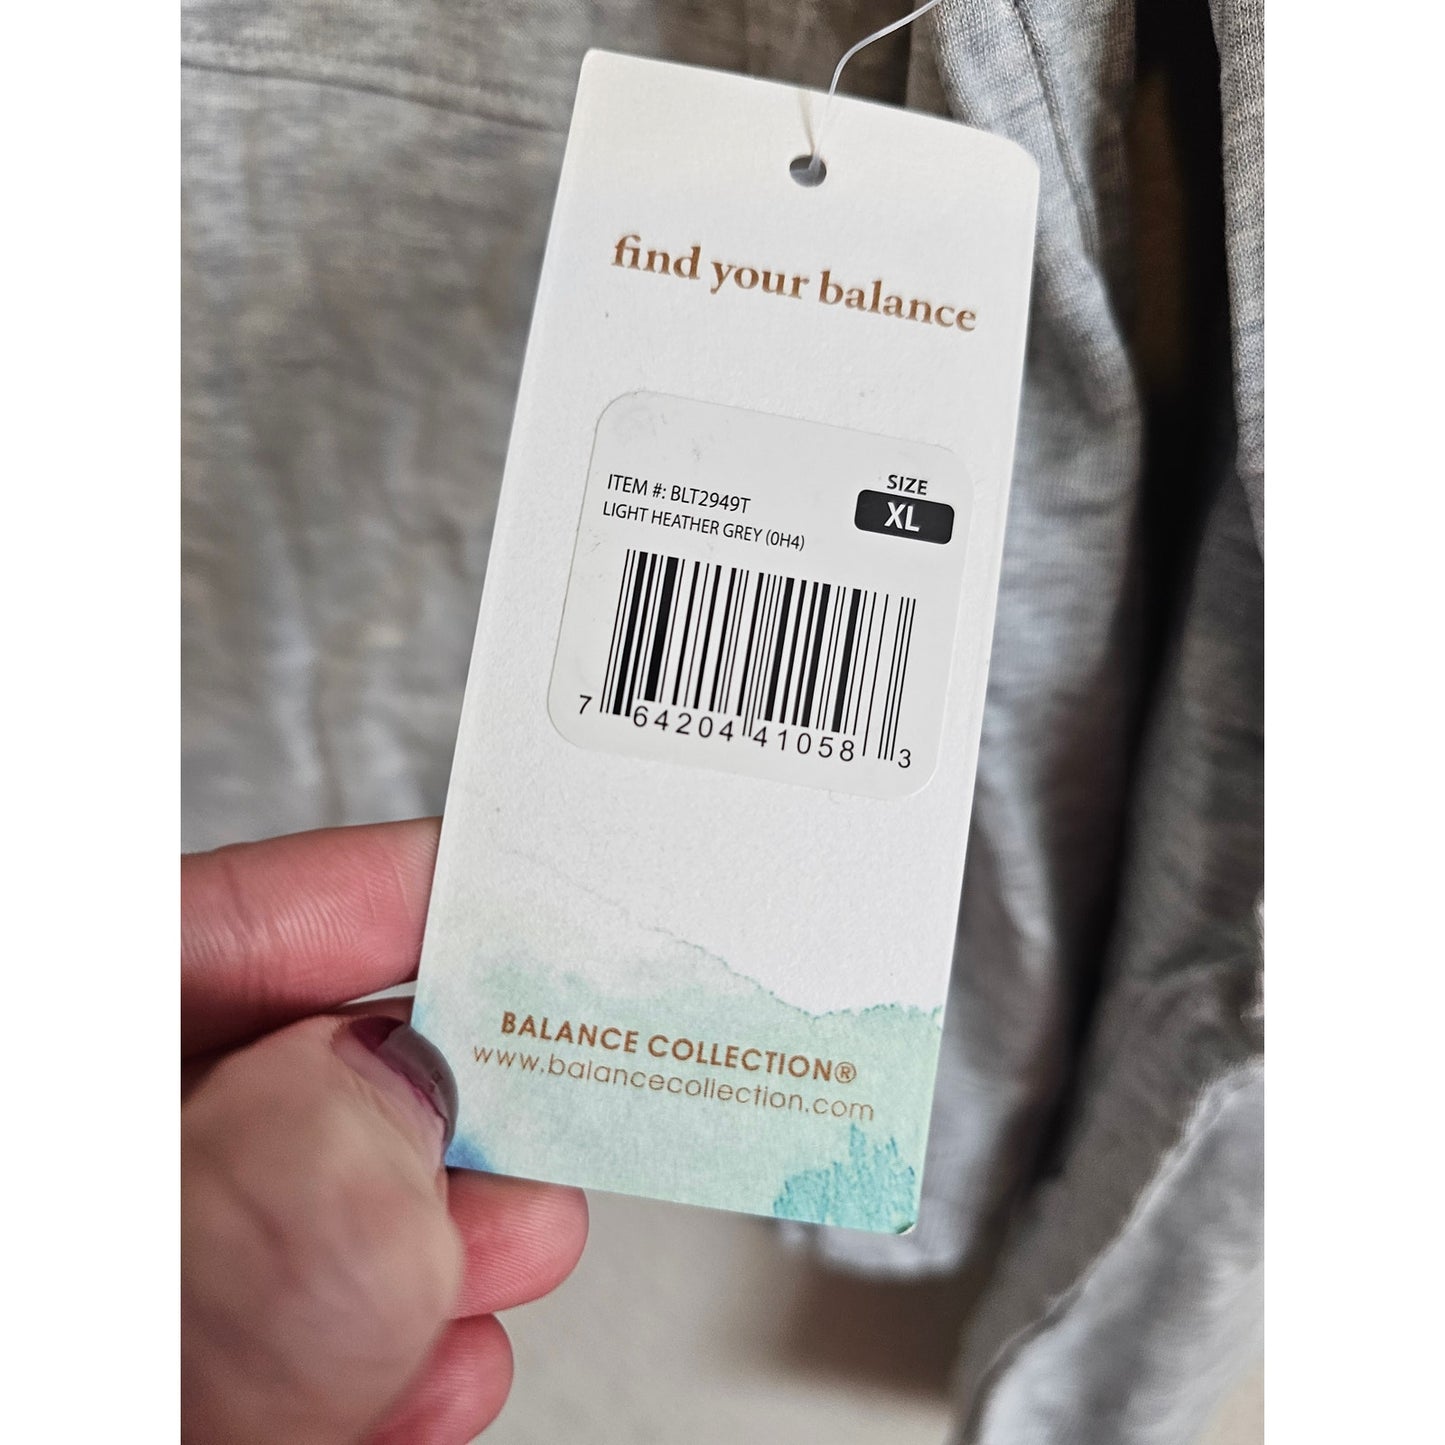 find your balance
ITEM #: BLT2949T
LIGHT HEATHER GREY (0H4)
SIZE
XL
7 64204 41058 3
BALANCE COLLECTION®
www.balancecollection.com